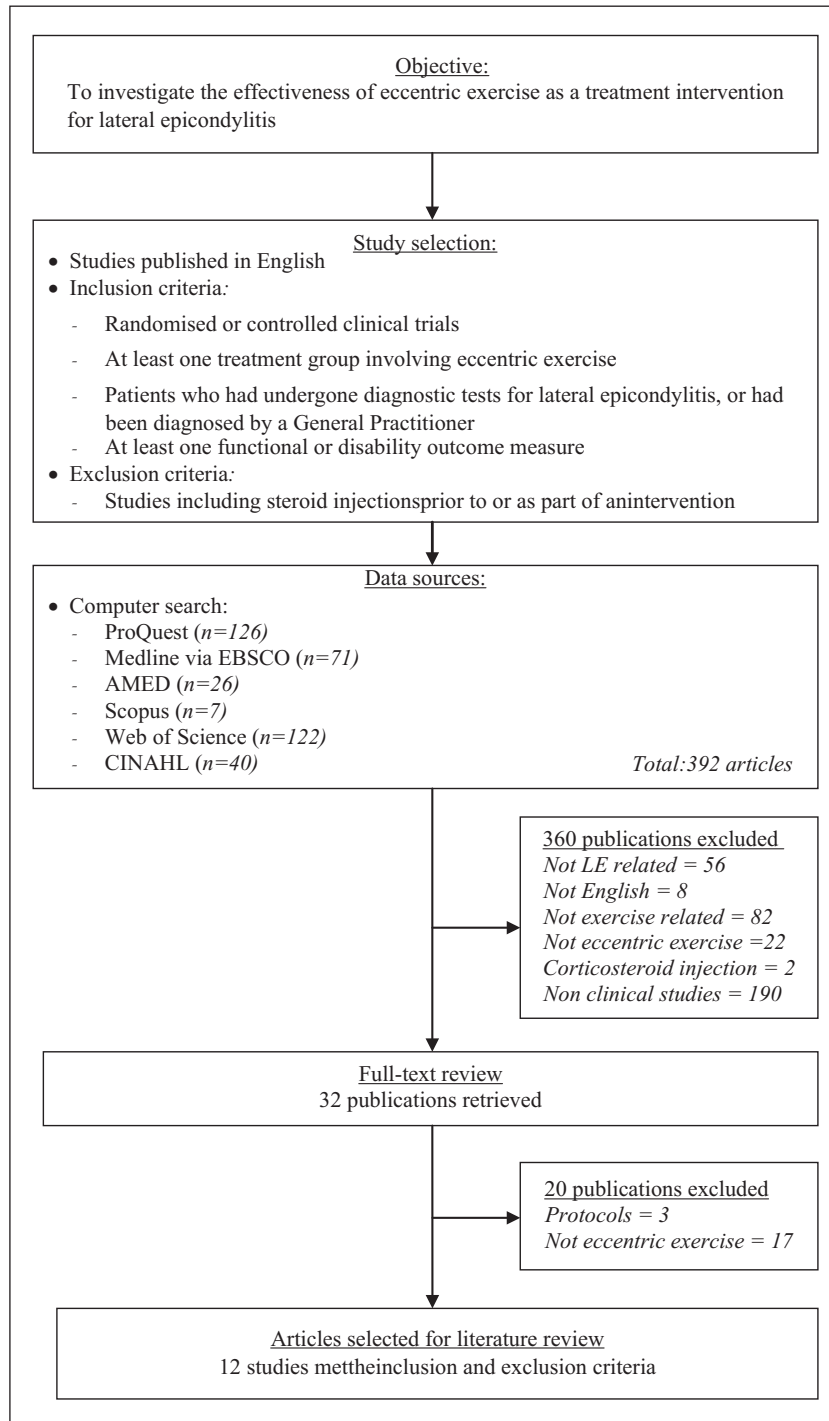 Objective:
To investigate the effectiveness of eccentric exercise as a treatment intervention
for lateral epicondylitis
Study selection:
• Studies published in English
• Inclusion criteria:
- Randomised or controlled clinical trials
- At least one treatment group involving eccentric exercise
- Patients who had undergone diagnostic tests for lateral epicondylitis, or had
been diagnosed by a General Practitioner
- At least one functional or disability outcome measure
• Exclusion criteria:
- Studies including steroid injectionsprior to or as part of anintervention
Data sources:
• Computer search:
- ProQuest (n=126)
- Medline via EBSCO (n=71)
- AMED (n=26)
- Scopus (n=7)
- Web of Science (n=122)
- CINAHL (n=40) Total:392 articles
360 publications excluded
Not LE related = 56
Not English = 8
Not exercise related = 82
Not eccentric exercise =22
Corticosteroid injection = 2
Non clinical studies = 190
Full-text review
32 publications retrieved
20 publications excluded
Protocols = 3
Not eccentric exercise = 17
Articles selected for literature review
12 studies mettheinclusion and exclusion criteria